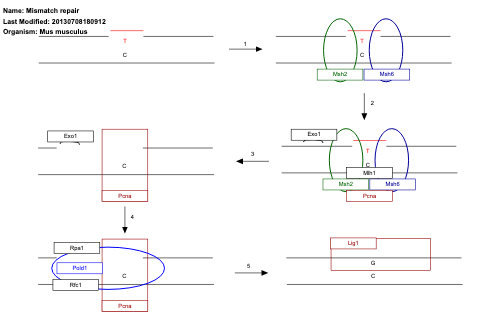 Name: Mismatch repair
Last Modified: 20130708180912
Organism: Mus musculus
T
C
1
T
C
Msh2
Msh6
2
Exo1
C
Pcna
3
Exo1
T
C
Mlh1
Msh2
Msh6
Pcna
4
Rpa1
Pold1
C
Rfc1
Pcna
5
Lig1
G
C